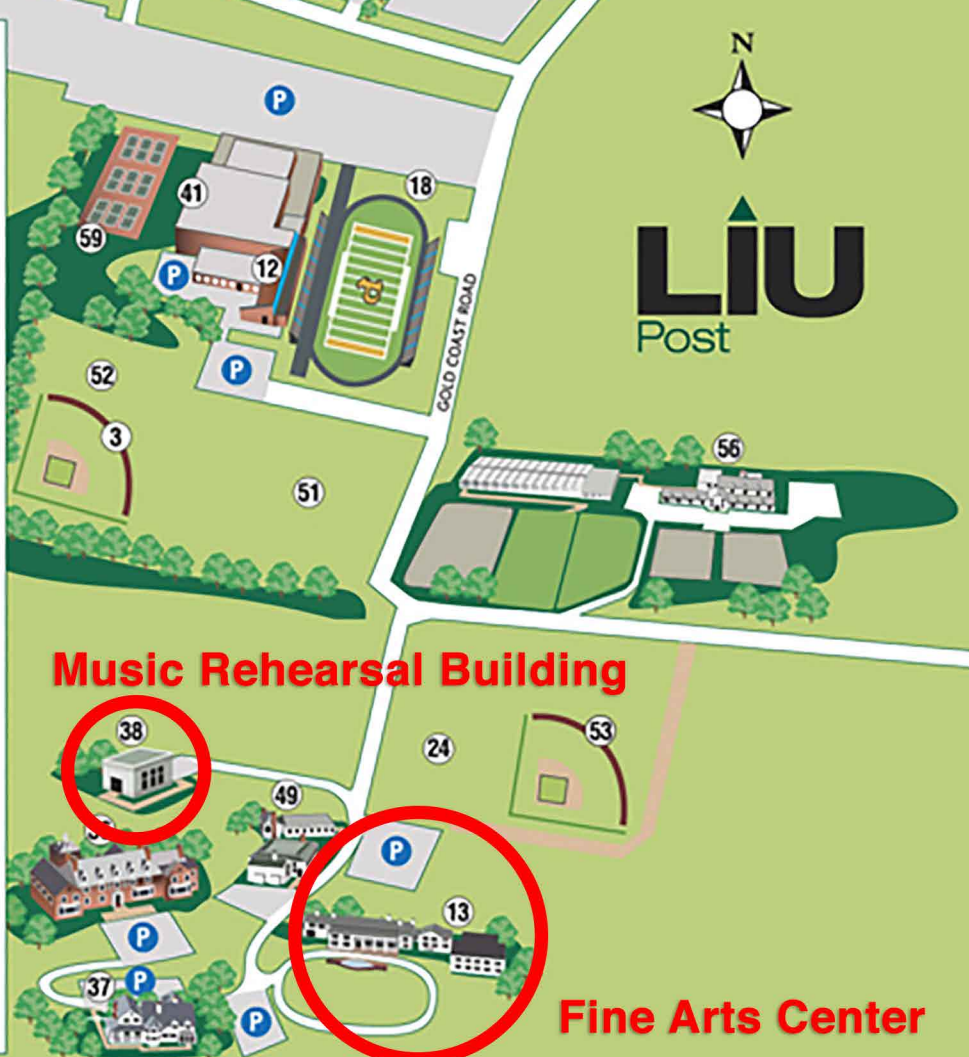 N
P
18
41
59
12
P
LIU
Post
GOLD COAST ROAD
P
52
3
56
51
Music Rehearsal Building
38
53
24
49
P
13
P
37
P
P
Fine Arts Center